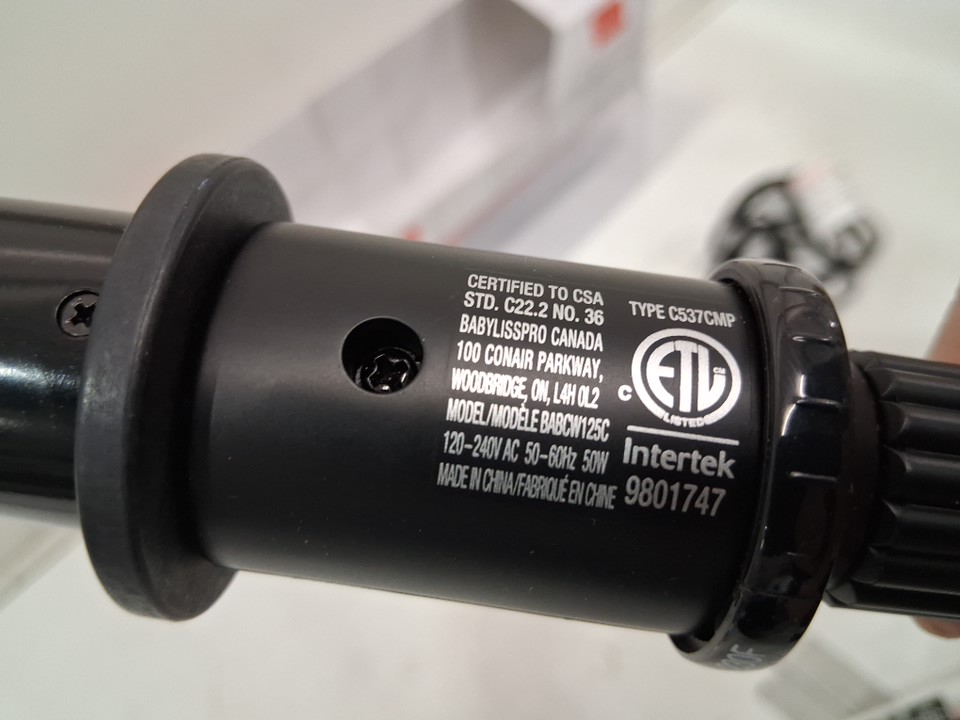 CERTIFIED TO CSA
STD. C22.2 NO. 36
BABYLISSPRO CANADA
100 CONAIR PARKWAY,
WOODBRIDGE, ON, L4H 0L2
MODEL/MODÈLE BABCW125C
120-240V AC 50-60Hz 50W
MADE IN CHINA/FABRIQUÉ EN CHINE
TYPE C537CMP
ETL CM
LISTED
C
Intertek
9801747